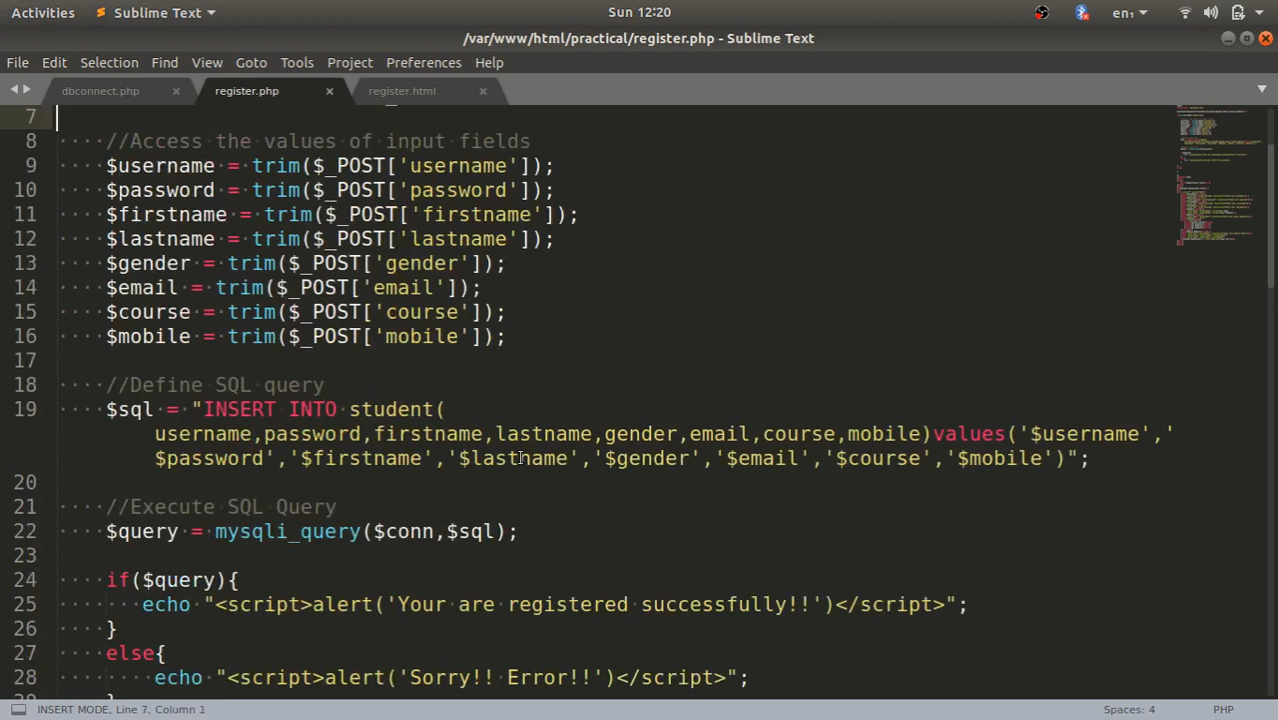 Activities Sublime Text Sun 12:20 en₁
/var/www/html/practical/register.php - Sublime Text
File Edit Selection Find View Goto Tools Project Preferences Help
dbconnect.php × register.php × register.html ×
7
8 //Access the values of input fields
9 $username = trim($_POST['username']);
10 $password = trim($_POST['password']);
11 $firstname = trim($_POST['firstname']);
12 $lastname = trim($_POST['lastname']);
13 $gender = trim($_POST['gender']);
14 $email = trim($_POST['email']);
15 $course = trim($_POST['course']);
16 $mobile = trim($_POST['mobile']);
17
18 //Define SQL query
19 $sql = "INSERT INTO student(
username,password,firstname,lastname,gender,email,course,mobile)values('$username','
$password','$firstname','$lastname','$gender','$email','$course','$mobile')";
20
21 //Execute SQL Query
22 $query = mysqli_query($conn,$sql);
23
24 if($query){
25 echo "<script>alert('Your are registered successfully!!')</script>";
26 }
27 else{
28 echo "<script>alert('Sorry!! Error!!')</script>";
INSERT MODE, Line 7, Column 1 Spaces: 4 PHP